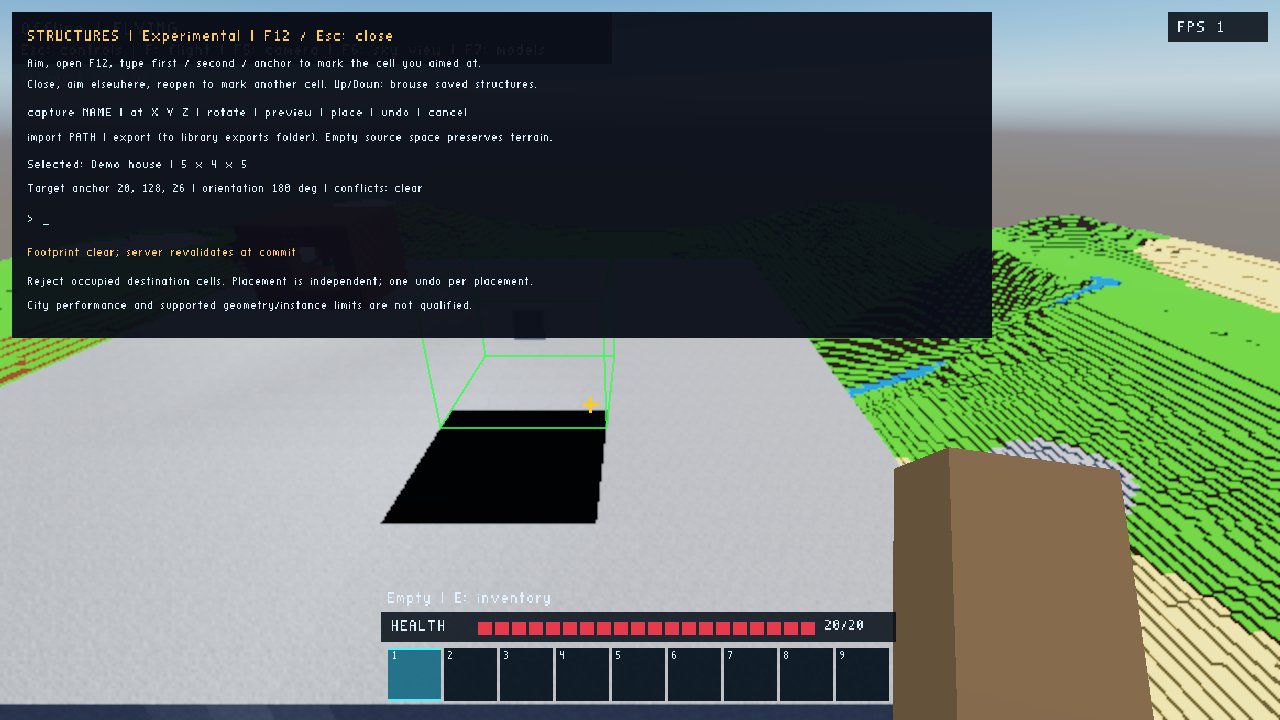 STRUCTURES | Experimental | F12 / Esc: close
FPS 1
Aim, open F12, type first / second / anchor to mark the cell you aimed at.
Close, aim elsewhere, reopen to mark another cell. Up/Down: browse saved structures.
capture NAME | at X Y Z | rotate | preview | place | undo | cancel
import PATH | export (to library exports folder). Empty source space preserves terrain.
Selected: Demo house | 5 x 4 x 5
Target anchor 20, 128, 26 | orientation 180 deg | conflicts: clear
> _
Footprint clear; server revalidates at commit
Reject occupied destination cells. Placement is independent; one undo per placement.
City performance and supported geometry/instance limits are not qualified.
Empty | E: inventory
HEALTH 20/20
1 2 3 4 5 6 7 8 9